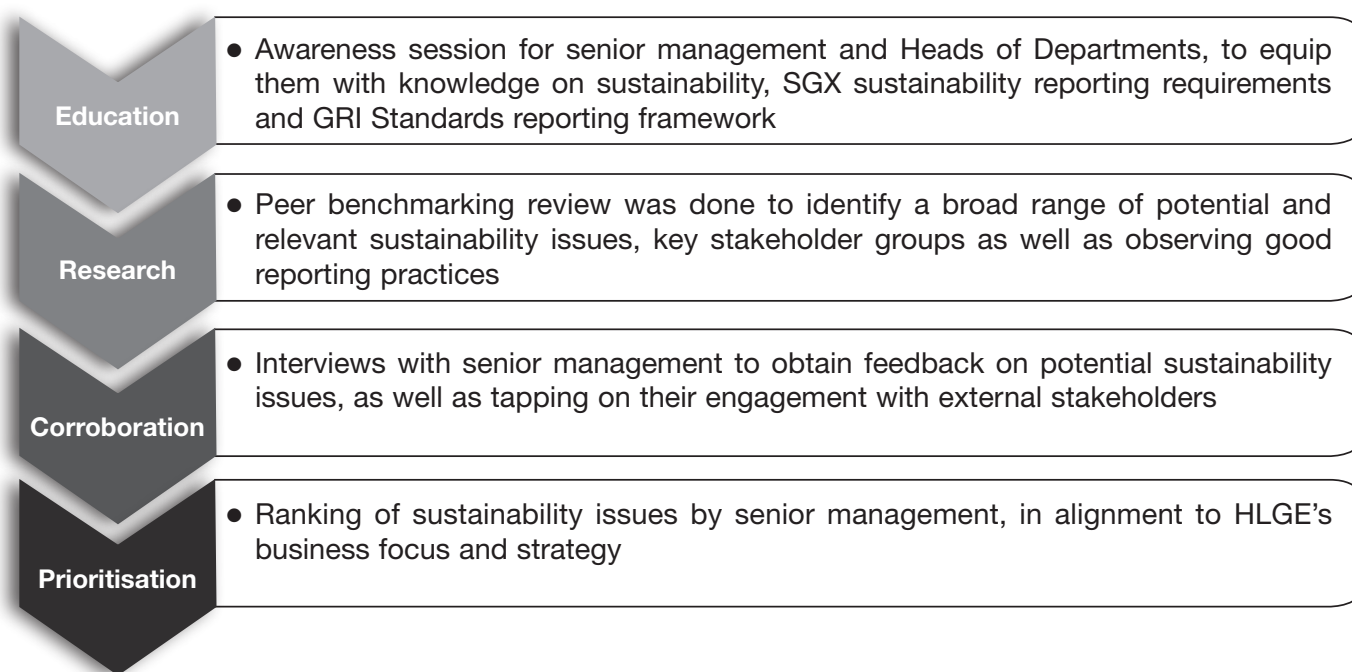 Education
● Awareness session for senior management and Heads of Departments, to equip
them with knowledge on sustainability, SGX sustainability reporting requirements
and GRI Standards reporting framework
Research
● Peer benchmarking review was done to identify a broad range of potential and
relevant sustainability issues, key stakeholder groups as well as observing good
reporting practices
Corroboration
● Interviews with senior management to obtain feedback on potential sustainability
issues, as well as tapping on their engagement with external stakeholders
Prioritisation
● Ranking of sustainability issues by senior management, in alignment to HLGE’s
business focus and strategy